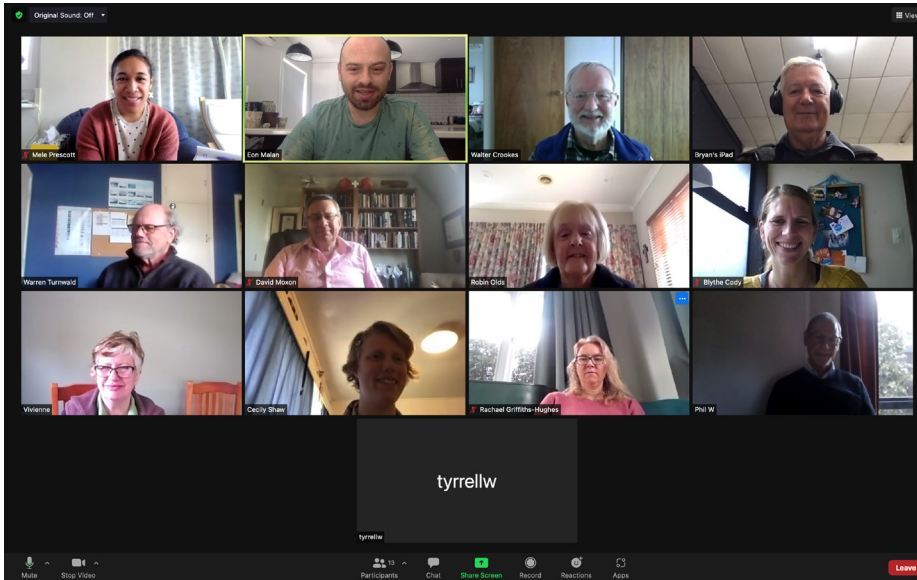 Original Sound: Off
View
Mele Prescott
Eon Malan
Walter Crookes
Bryan's iPad
Warren Turnwald
David Moxon
Robin Olds
Blythe Cody
Vivienne
Cecily Shaw
Rachael Griffiths-Hughes
Phil W
tyrrellw
tyrrellw
Mute
Stop Video
13
Participants
Chat
Share Screen
Record
Reactions
Apps
Leave